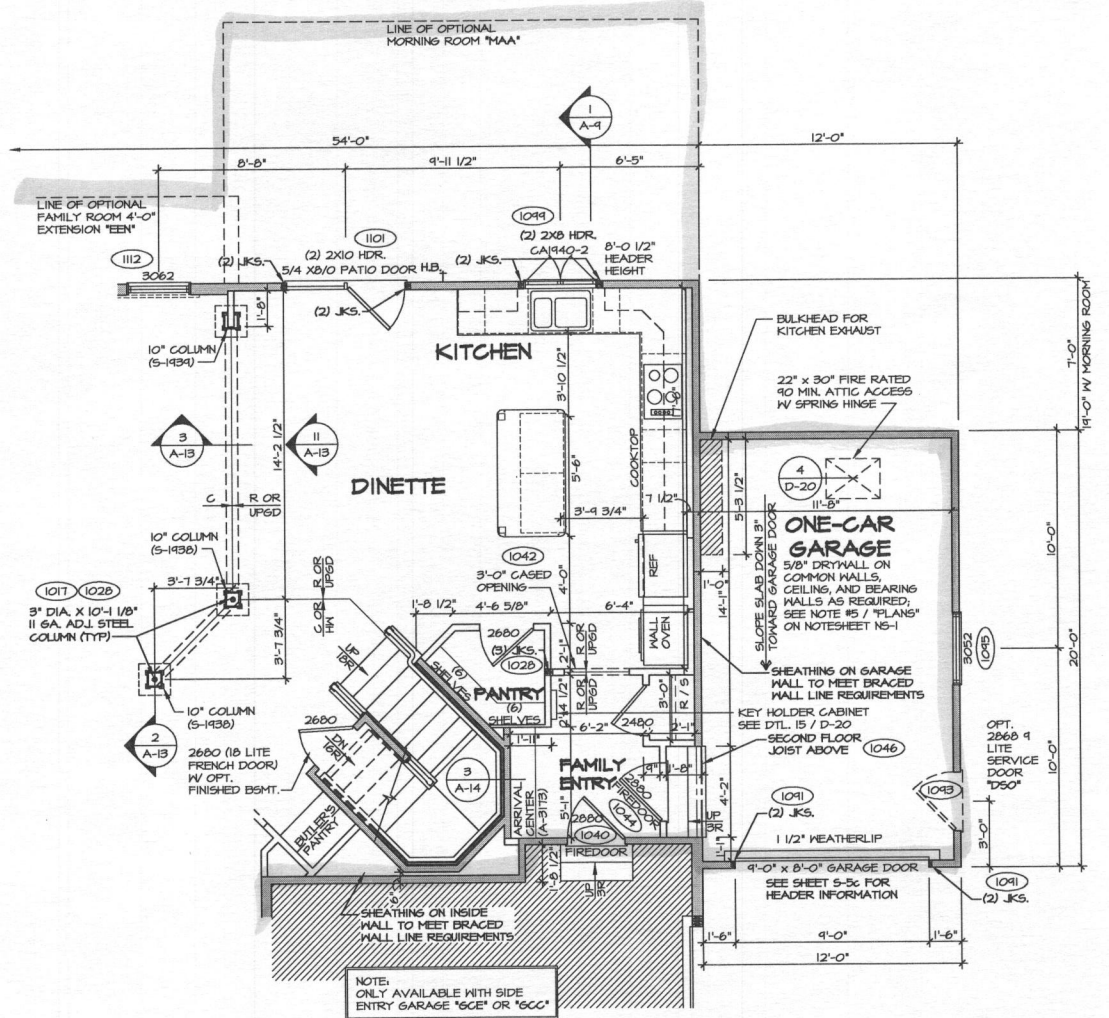 LINE OF OPTIONAL
MORNING ROOM "MAA"
1
A-9
54'-0"
12'-0"
8'-8"
9'-11 1/2"
6'-5"
LINE OF OPTIONAL
FAMILY ROOM 4'-0"
EXTENSION "EEN"
1112
3062
(2) JKS.
1101
(2) 2X10 HDR.
5/4 X8/0 PATIO DOOR H.B.
(2) JKS.
1099
(2) 2X8 HDR.
CA1940-2
(2) JKS.
8'-0 1/2"
HEADER
HEIGHT
1'-8"
10" COLUMN
(S-1939)
KITCHEN
3'-10 1/2"
BULKHEAD FOR
KITCHEN EXHAUST
22" x 30" FIRE RATED
90 MIN. ATTIC ACCESS
W/ SPRING HINGE
7'-0"
19'-0" W/ MORNING ROOM
3
A-13
11
A-13
14'-2 1/2"
DINETTE
5'-6"
COOKTOP
7 1/2"
3'-9 3/4"
5'-3 1/2"
4
D-20
11'-8"
C
R OR
UPGD
ONE-CAR
GARAGE
5/8" DRYWALL ON
COMMON WALLS,
CEILING, AND BEARING
WALLS AS REQUIRED;
SEE NOTE #5 / "PLANS"
ON NOTESHEET NS-1
10'-0"
10" COLUMN
(S-1938)
3'-7 3/4"
1017
1028
3" DIA. X 10'-1 1/8"
11 GA. ADJ. STEEL
COLUMN (TYP)
C OR
HW
R OR
UPGD
1042
3'-0" CASED
OPENING
4'-0"
REF
1'-0"
14'-1"
SLOPE SLAB DOWN 3"
TOWARD GARAGE DOOR
1'-8 1/2"
4'-6 5/8"
6'-4"
3'-7 3/4"
UP
15R
2680
(3) JKS.
1028
2'-1"
R OR
UPGD
WALL
OVEN
3052
1095
20'-0"
(6)
SHELVES
PANTRY
(6)
SHELVES
R OR
UPGD
3'-0"
R / S
SHEATHING ON GARAGE
WALL TO MEET BRACED
WALL LINE REQUIREMENTS
10" COLUMN
(S-1938)
2
A-13
2680
2680 (18 LITE
FRENCH DOOR)
W/ OPT.
FINISHED BSMT.
DN
16R
6'-2"
2480
2'-1"
KEY HOLDER CABINET
SEE DTL. 15 / D-20
SECOND FLOOR
JOIST ABOVE
1046
OPT.
2868 9
LITE
SERVICE
DOOR
"DSO"
10'-0"
1'-11"
3
A-14
FAMILY
ENTRY
9"
1'-8"
ARRIVAL
CENTER
(A-3173)
5'-1"
2880
1040
2880
FIREDOOR
1044
4'-2"
UP
3R
1'-1"
1091
(2) JKS.
1093
3'-0"
BUTLER'S
PANTRY
FIREDOOR
UP
3R
1'-8 1/2"
1 1/2" WEATHERLIP
9'-0" x 8'-0" GARAGE DOOR
SEE SHEET S-5c FOR
HEADER INFORMATION
1091
(2) JKS.
SHEATHING ON INSIDE
WALL TO MEET BRACED
WALL LINE REQUIREMENTS
1'-6"
9'-0"
1'-6"
12'-0"
NOTE:
ONLY AVAILABLE WITH SIDE
ENTRY GARAGE "GCE" OR "GCC"